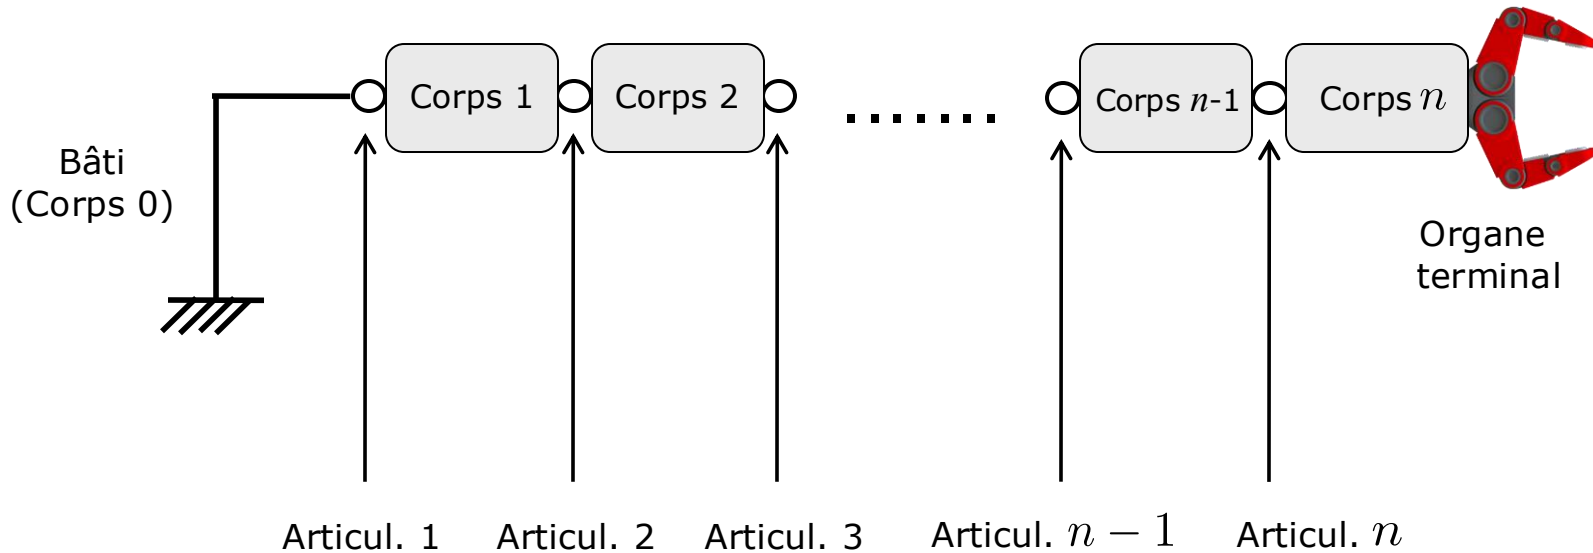 Corps 1
Corps 2
Corps n-1
Corps n
Bâti
(Corps 0)
Organe
terminal
Articul. 1
Articul. 2
Articul. 3
Articul. n − 1
Articul. n